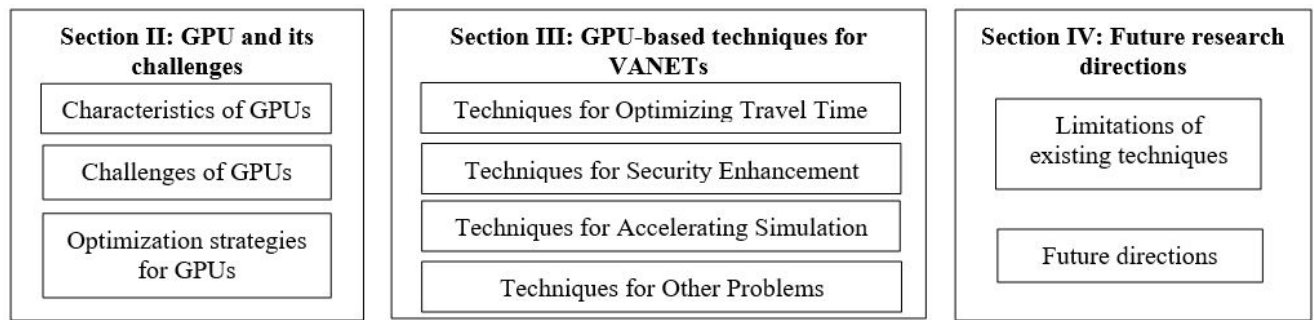 Section II: GPU and its
challenges
Characteristics of GPUs
Challenges of GPUs
Optimization strategies
for GPUs
Section III: GPU-based techniques for
VANETs
Techniques for Optimizing Travel Time
Techniques for Security Enhancement
Techniques for Accelerating Simulation
Techniques for Other Problems
Section IV: Future research
directions
Limitations of
existing techniques
Future directions